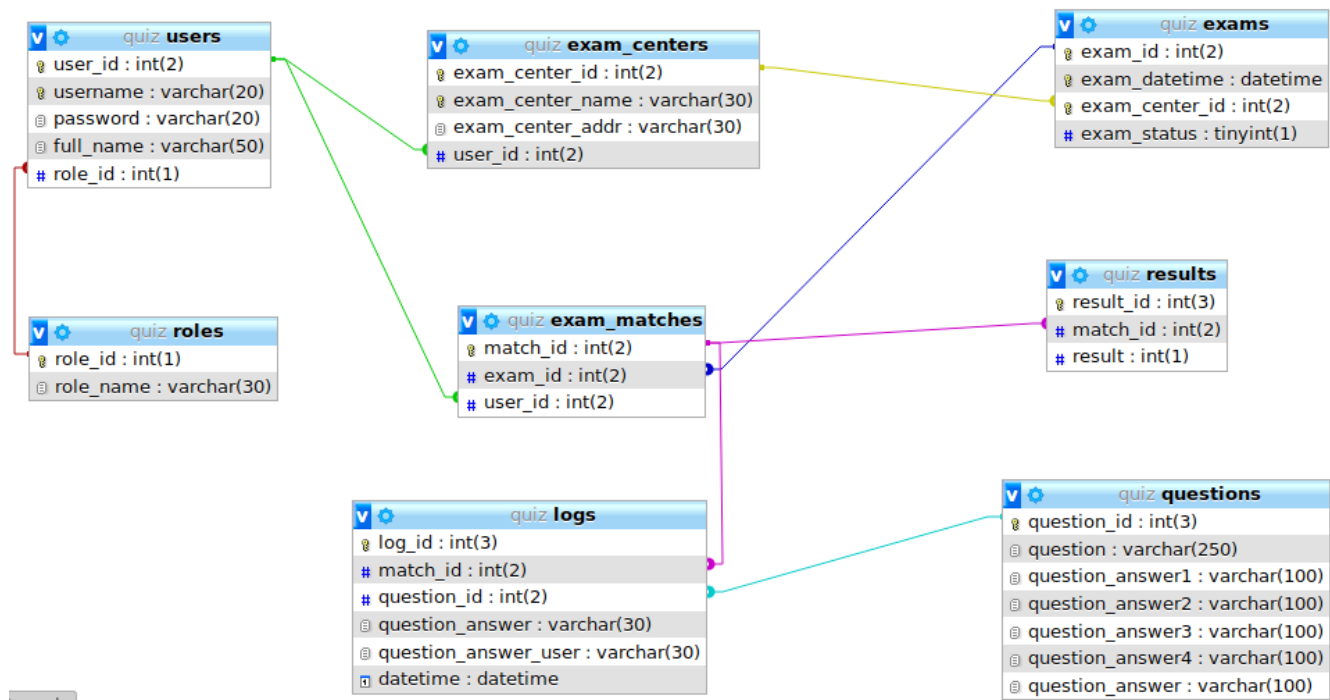 quiz users
user_id : int(2)
username : varchar(20)
password : varchar(20)
full_name : varchar(50)
role_id : int(1)
quiz exam_centers
exam_center_id : int(2)
exam_center_name : varchar(30)
exam_center_addr : varchar(30)
user_id : int(2)
quiz exams
exam_id : int(2)
exam_datetime : datetime
exam_center_id : int(2)
exam_status : tinyint(1)
quiz roles
role_id : int(1)
role_name : varchar(30)
quiz exam_matches
match_id : int(2)
exam_id : int(2)
user_id : int(2)
quiz results
result_id : int(3)
match_id : int(2)
result : int(1)
quiz logs
log_id : int(3)
match_id : int(2)
question_id : int(2)
question_answer : varchar(30)
question_answer_user : varchar(30)
datetime : datetime
quiz questions
question_id : int(3)
question : varchar(250)
question_answer1 : varchar(100)
question_answer2 : varchar(100)
question_answer3 : varchar(100)
question_answer4 : varchar(100)
question_answer : varchar(100)